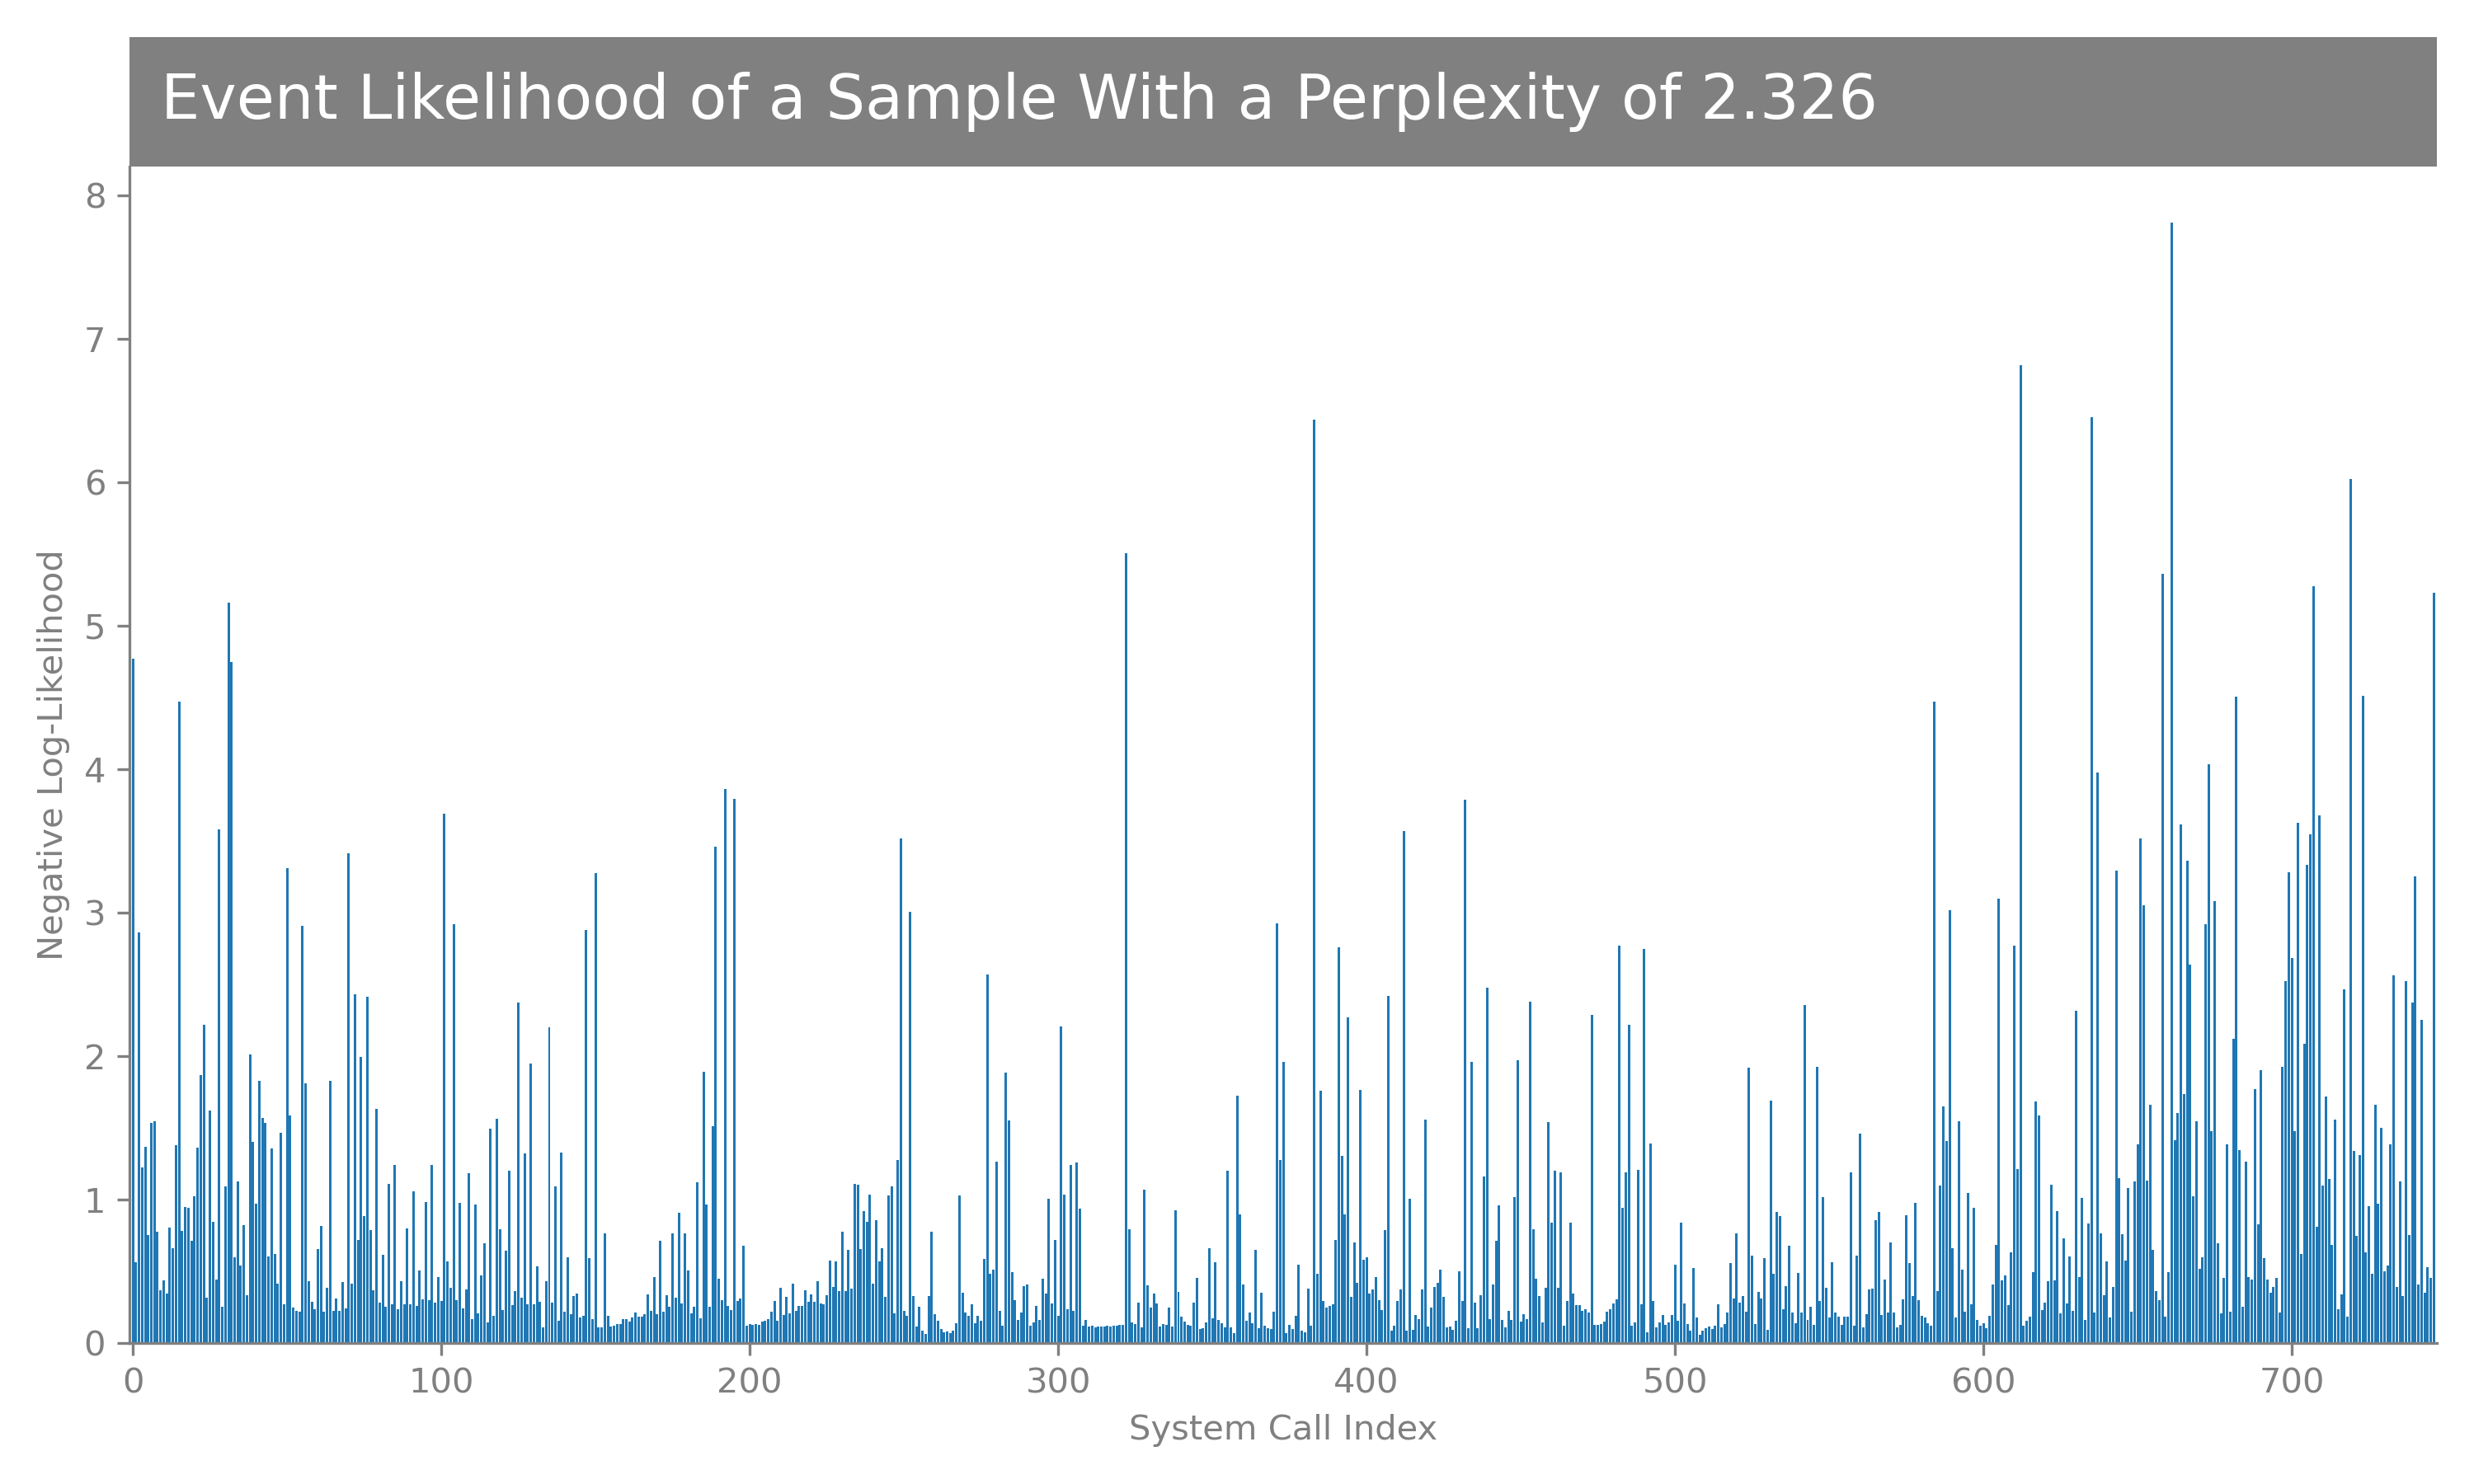 Event Likelihood of a Sample With a Perplexity of 2.326
8
7
6
5
4
3
2
1
0
Negative Log-Likelihood
0 100 200 300 400 500 600 700
System Call Index